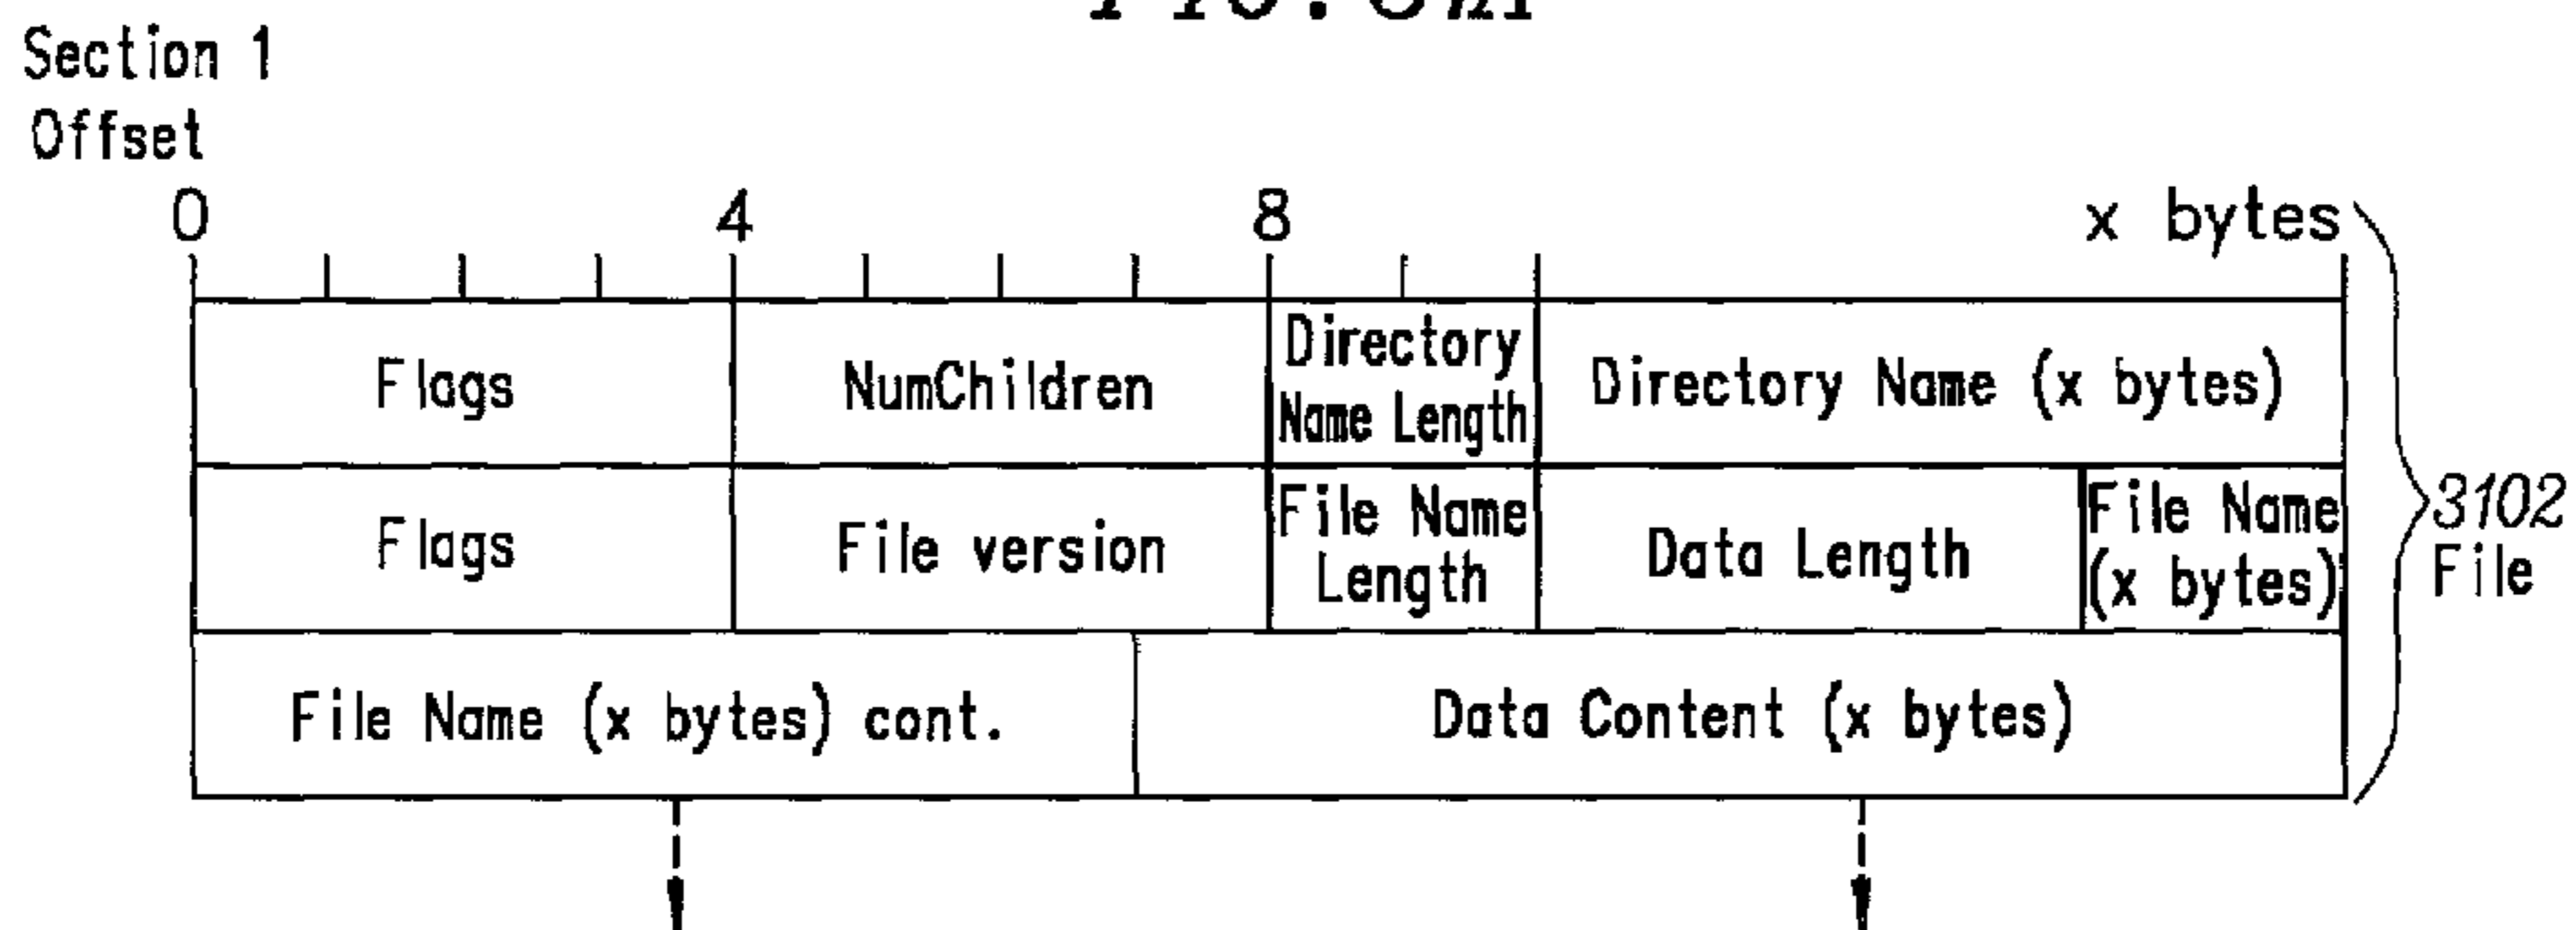 Section 1
Offset
0 4 8 x bytes
Flags NumChildren Directory Name Length Directory Name (x bytes)
Flags File version File Name Length Data Length File Name (x bytes)
3102
File
File Name (x bytes) cont. Data Content (x bytes)